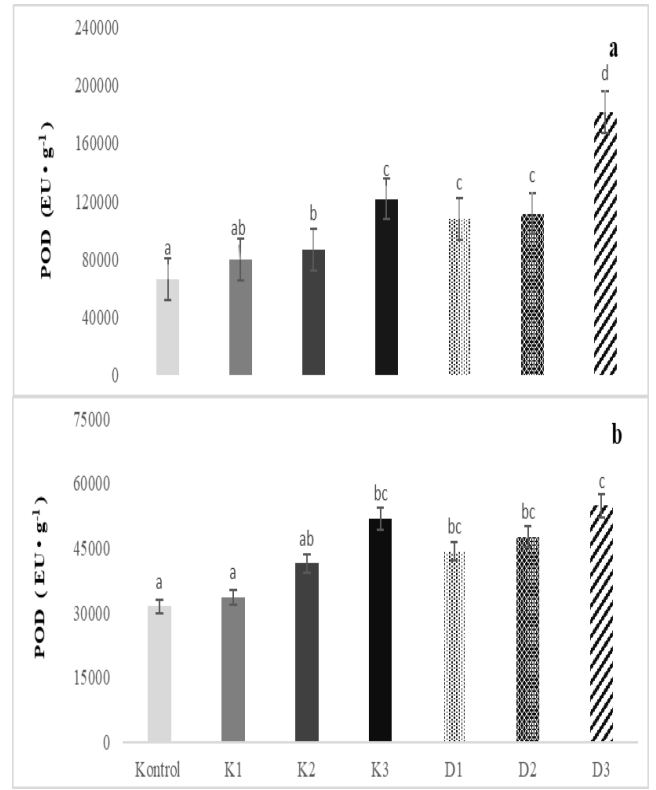 240000
a
200000
d
160000
c
c
c
120000
b
ab
a
80000
40000
0
POD (EU • g-1)
75000
b
60000
c
bc
bc
bc
ab
45000
a
a
30000
15000
0
POD ( EU • g-1)
Kontrol K1 K2 K3 D1 D2 D3